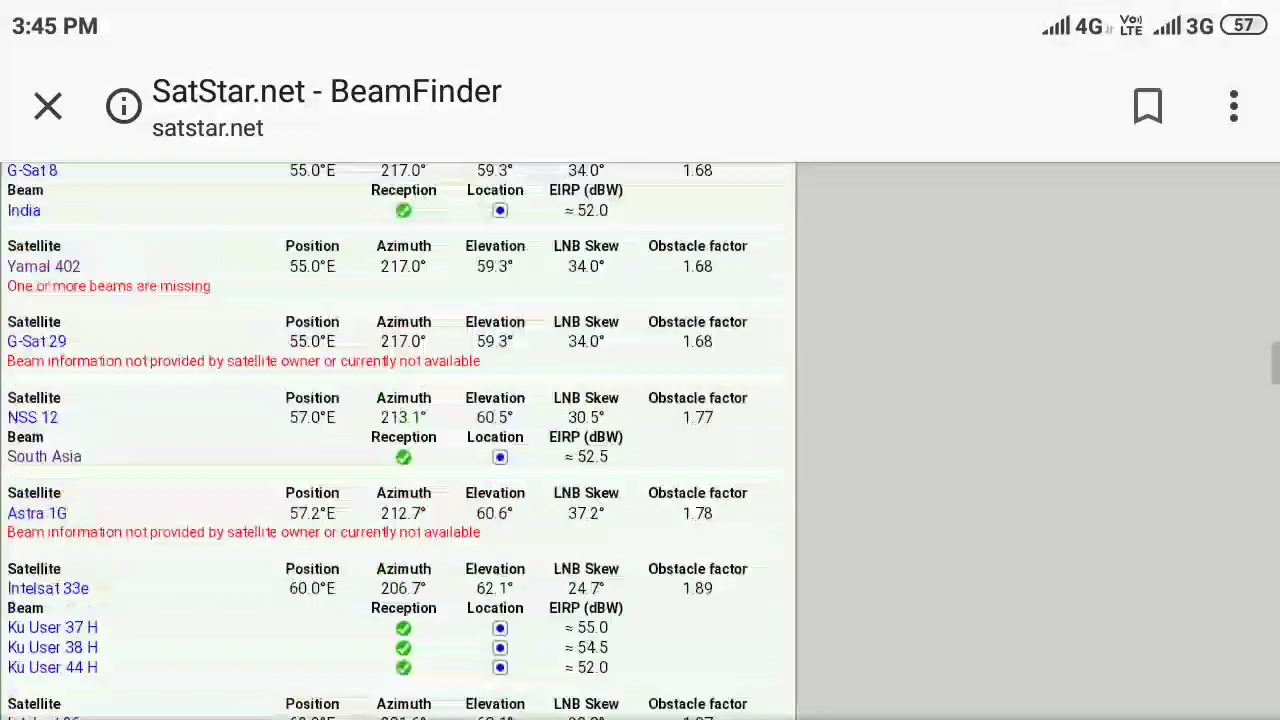 3:45 PM 4G VoLTE 3G 57
SatStar.net - BeamFinder
satstar.net
G-Sat 8 55.0°E 217.0° 59.3° 34.0° 1.68
Beam Reception Location EIRP (dBW)
India ≈ 52.0
Satellite Position Azimuth Elevation LNB Skew Obstacle factor
Yamal 402 55.0°E 217.0° 59.3° 34.0° 1.68
One or more beams are missing
Satellite Position Azimuth Elevation LNB Skew Obstacle factor
G-Sat 29 55.0°E 217.0° 59.3° 34.0° 1.68
Beam information not provided by satellite owner or currently not available
Satellite Position Azimuth Elevation LNB Skew Obstacle factor
NSS 12 57.0°E 213.1° 60.5° 30.5° 1.77
Beam Reception Location EIRP (dBW)
South Asia ≈ 52.5
Satellite Position Azimuth Elevation LNB Skew Obstacle factor
Astra 1G 57.2°E 212.7° 60.6° 37.2° 1.78
Beam information not provided by satellite owner or currently not available
Satellite Position Azimuth Elevation LNB Skew Obstacle factor
Intelsat 33e 60.0°E 206.7° 62.1° 24.7° 1.89
Beam Reception Location EIRP (dBW)
Ku User 37 H ≈ 55.0
Ku User 38 H ≈ 54.5
Ku User 44 H ≈ 52.0
Satellite Position Azimuth Elevation LNB Skew Obstacle factor